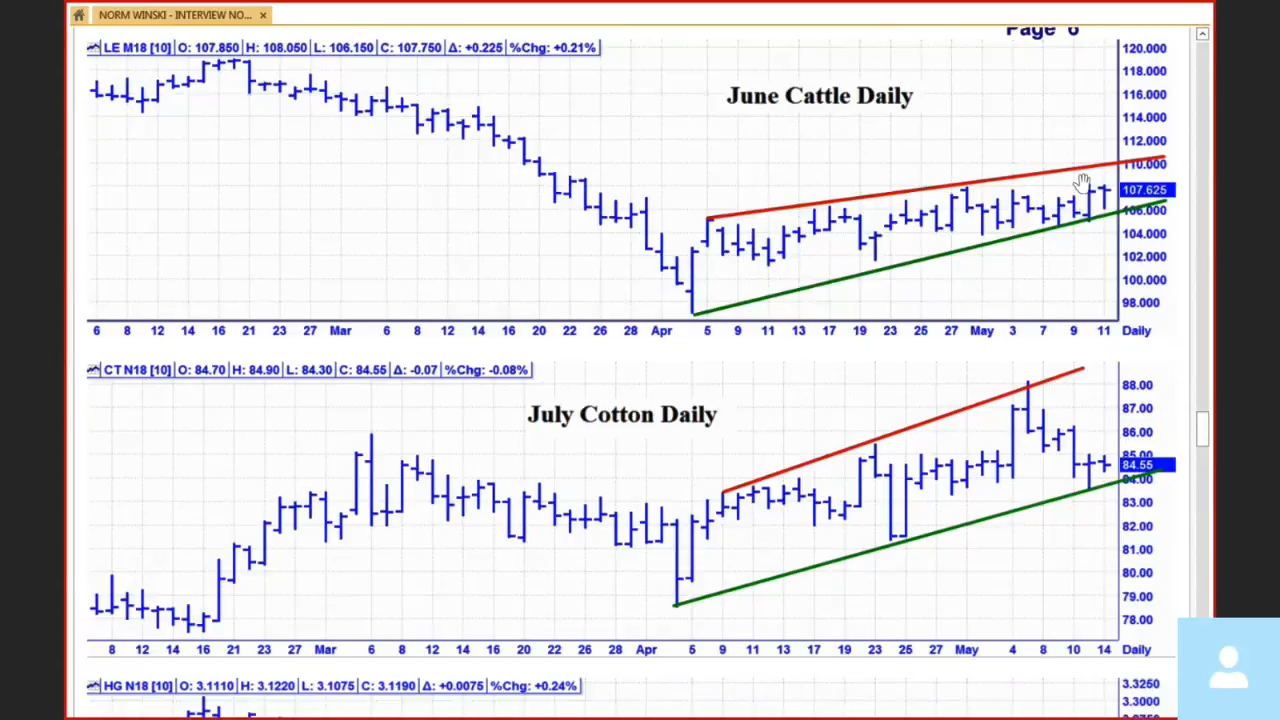 NORM WINSKI - INTERVIEW NO... ×
Page 6
LE M18 [10] O: 107.850 H: 108.050 L: 106.150 C: 107.750 Δ: +0.225 %Chg: +0.21%
June Cattle Daily
120.000
118.000
116.000
114.000
112.000
110.000
107.625
106.000
104.000
102.000
100.000
98.000
6 8 12 14 16 21 23 27 Mar 6 8 12 14 16 20 22 26 28 Apr 5 9 11 13 17 19 23 25 27 May 3 7 9 11 Daily
CT N18 [10] O: 84.70 H: 84.90 L: 84.30 C: 84.55 Δ: -0.07 %Chg: -0.08%
July Cotton Daily
88.00
87.00
86.00
85.00
84.55
84.00
83.00
82.00
81.00
80.00
79.00
78.00
8 12 14 16 21 23 27 Mar 6 8 12 14 16 20 22 26 28 Apr 5 9 11 13 17 19 23 25 27 May 4 8 10 14 Daily
HG N18 [10] O: 3.1110 H: 3.1220 L: 3.1075 C: 3.1190 Δ: +0.0075 %Chg: +0.24%
3.3250
3.3000